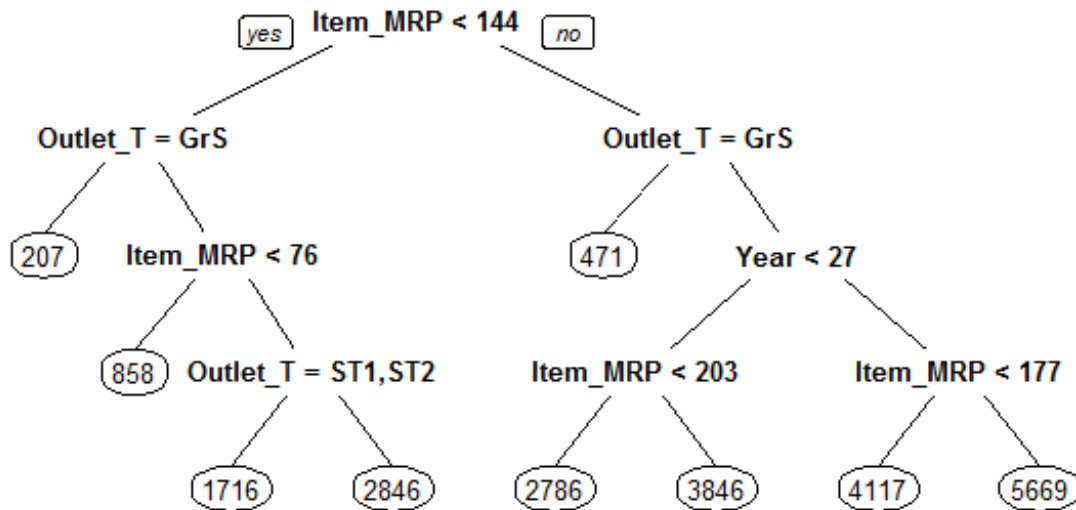 yes Item_MRP < 144 no
Outlet_T = GrS Outlet_T = GrS
207 Item_MRP < 76 471 Year < 27
858 Outlet_T = ST1,ST2 Item_MRP < 203 Item_MRP < 177
1716 2846 2786 3846 4117 5669